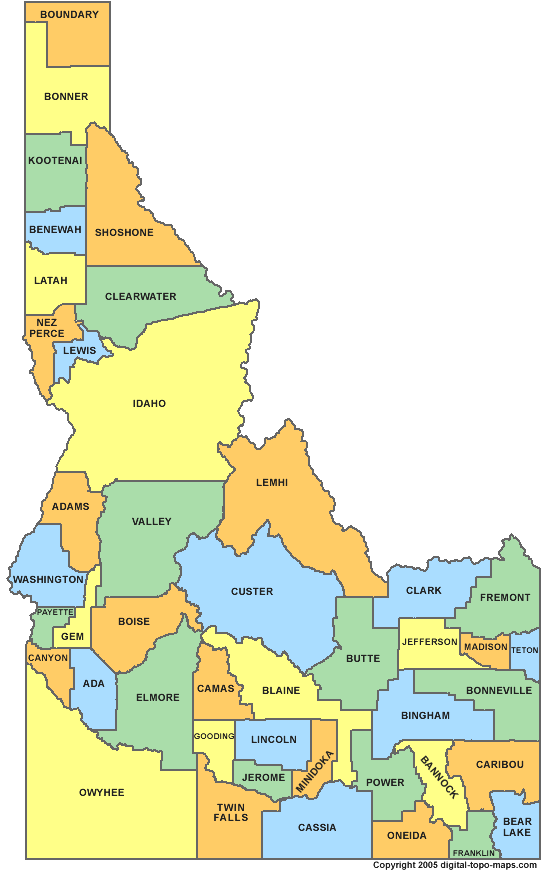 BOUNDARY
BONNER
KOOTENAI
BENEWAH
SHOSHONE
LATAH
CLEARWATER
NEZ
PERCE
LEWIS
IDAHO
LEMHI
ADAMS
VALLEY
WASHINGTON
CUSTER
CLARK
FREMONT
PAYETTE
GEM
BOISE
JEFFERSON
MADISON
TETON
CANYON
ADA
BUTTE
ELMORE
CAMAS
BLAINE
BONNEVILLE
BINGHAM
GOODING
LINCOLN
JEROME
MINIDOKA
POWER
BANNOCK
CARIBOU
OWYHEE
TWIN
FALLS
CASSIA
ONEIDA
BEAR
LAKE
FRANKLIN
Copyright 2005 digital-topo-maps.com